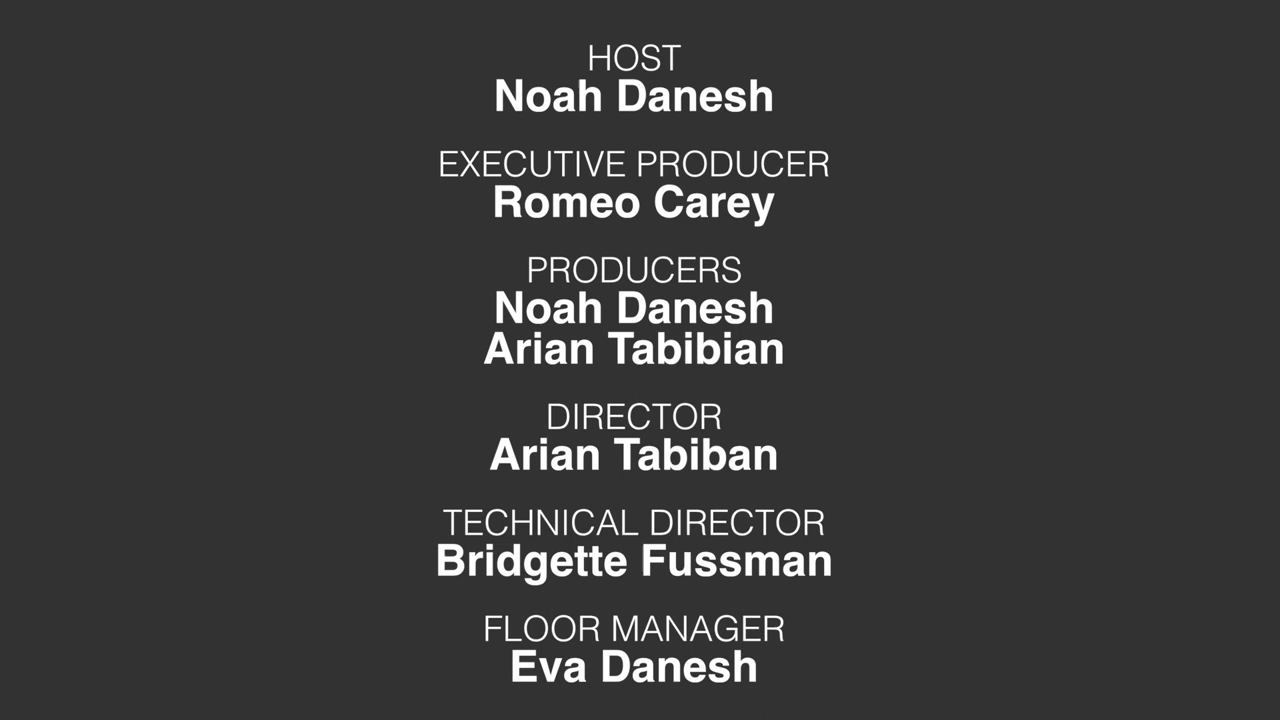 HOST
Noah Danesh
EXECUTIVE PRODUCER
Romeo Carey
PRODUCERS
Noah Danesh
Arian Tabibian
DIRECTOR
Arian Tabiban
TECHNICAL DIRECTOR
Bridgette Fussman
FLOOR MANAGER
Eva Danesh